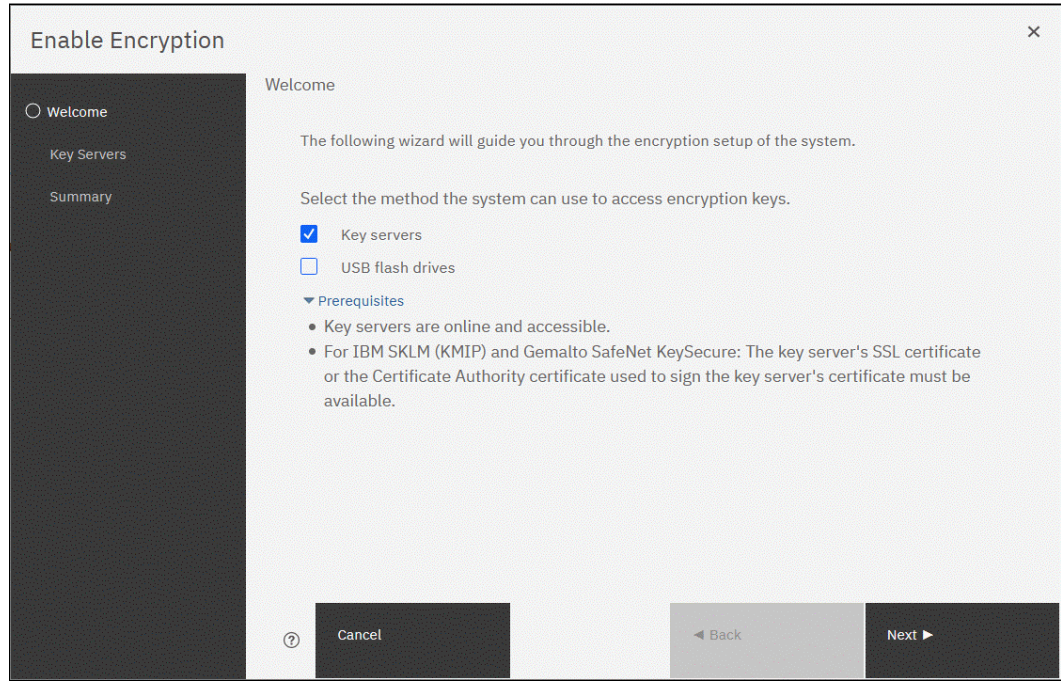 Enable Encryption
×
Welcome
Key Servers
Summary
Welcome
The following wizard will guide you through the encryption setup of the system.
Select the method the system can use to access encryption keys.
Key servers
USB flash drives
▼ Prerequisites
• Key servers are online and accessible.
• For IBM SKLM (KMIP) and Gemalto SafeNet KeySecure: The key server's SSL certificate
or the Certificate Authority certificate used to sign the key server's certificate must be
available.
? Cancel ◀ Back Next ▶